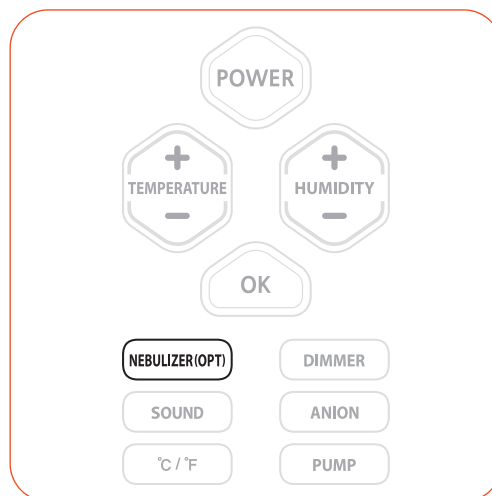 POWER
+ +
TEMPERATURE HUMIDITY
− −
OK
NEBULIZER(OPT) DIMMER
SOUND ANION
℃ / ℉ PUMP